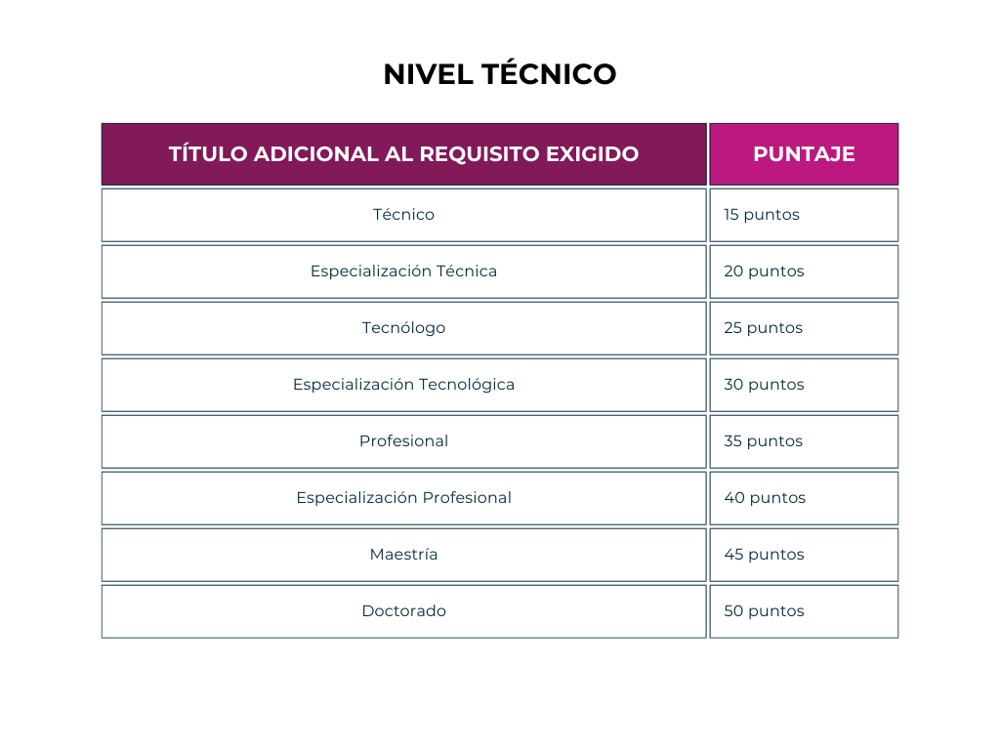 NIVEL TÉCNICO
TÍTULO ADICIONAL AL REQUISITO EXIGIDO PUNTAJE
Técnico 15 puntos
Especialización Técnica 20 puntos
Tecnólogo 25 puntos
Especialización Tecnológica 30 puntos
Profesional 35 puntos
Especialización Profesional 40 puntos
Maestría 45 puntos
Doctorado 50 puntos